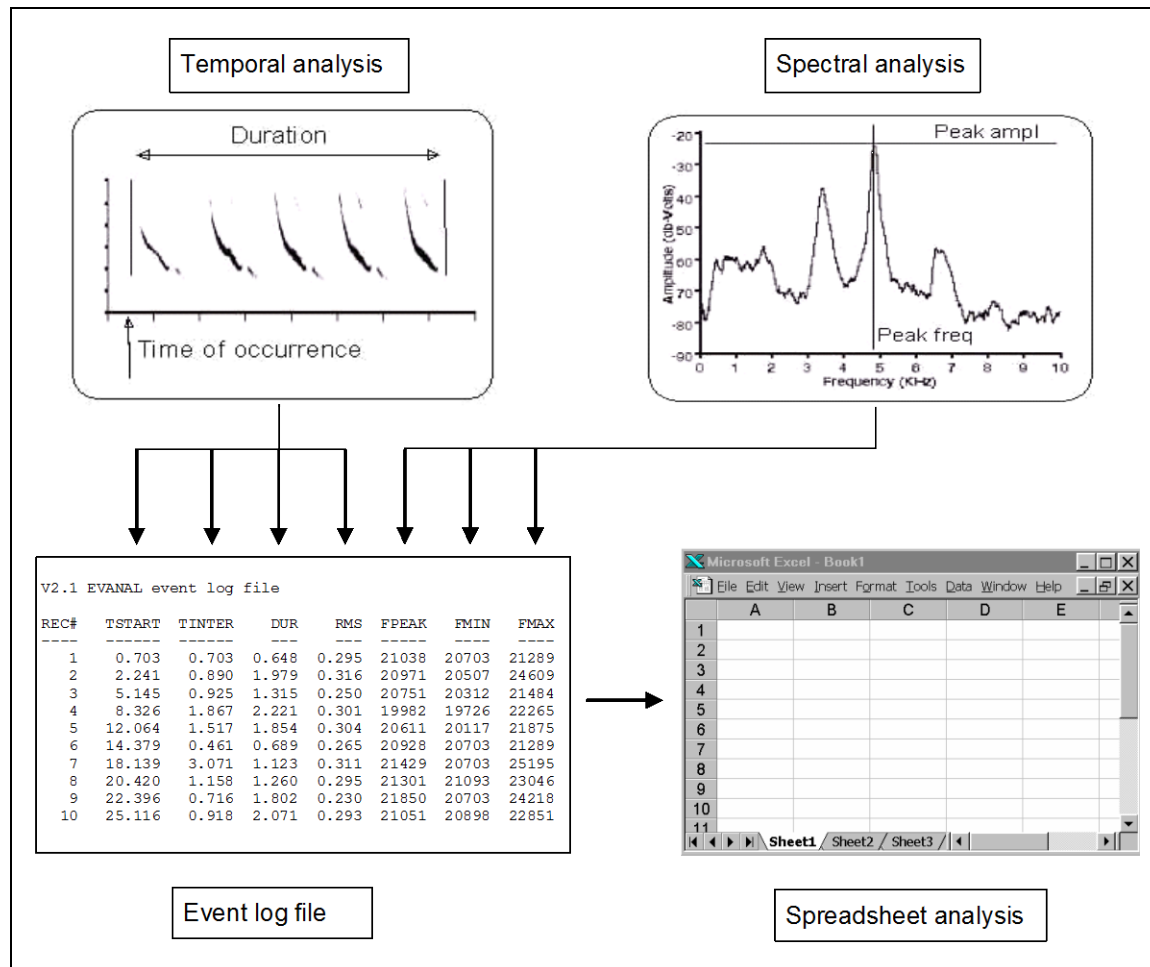 Temporal analysis
Spectral analysis
Duration
Time of occurrence
Peak ampl
-20
-30
-40
-50
-60
-70
-80
-90
Amplitude (db-Volts)
Peak freq
0 1 2 3 4 5 6 7 8 9 10
Frequency (KHz)
V2.1 EVANAL event log file
REC# TSTART TINTER DUR RMS FPEAK FMIN FMAX
---- ------ ------ --- --- ----- ---- ----
1 0.703 0.703 0.648 0.295 21038 20703 21289
2 2.241 0.890 1.979 0.316 20971 20507 24609
3 5.145 0.925 1.315 0.250 20751 20312 21484
4 8.326 1.867 2.221 0.301 19982 19726 22265
5 12.064 1.517 1.854 0.304 20611 20117 21875
6 14.379 0.461 0.689 0.265 20928 20703 21289
7 18.139 3.071 1.123 0.311 21429 20703 25195
8 20.420 1.158 1.260 0.295 21301 21093 23046
9 22.396 0.716 1.802 0.230 21850 20703 24218
10 25.116 0.918 2.071 0.293 21051 20898 22851
Microsoft Excel - Book1
File Edit View Insert Format Tools Data Window Help
A B C D E
1
2
3
4
5
6
7
8
9
10
11
Sheet1 Sheet2 Sheet3
Event log file
Spreadsheet analysis